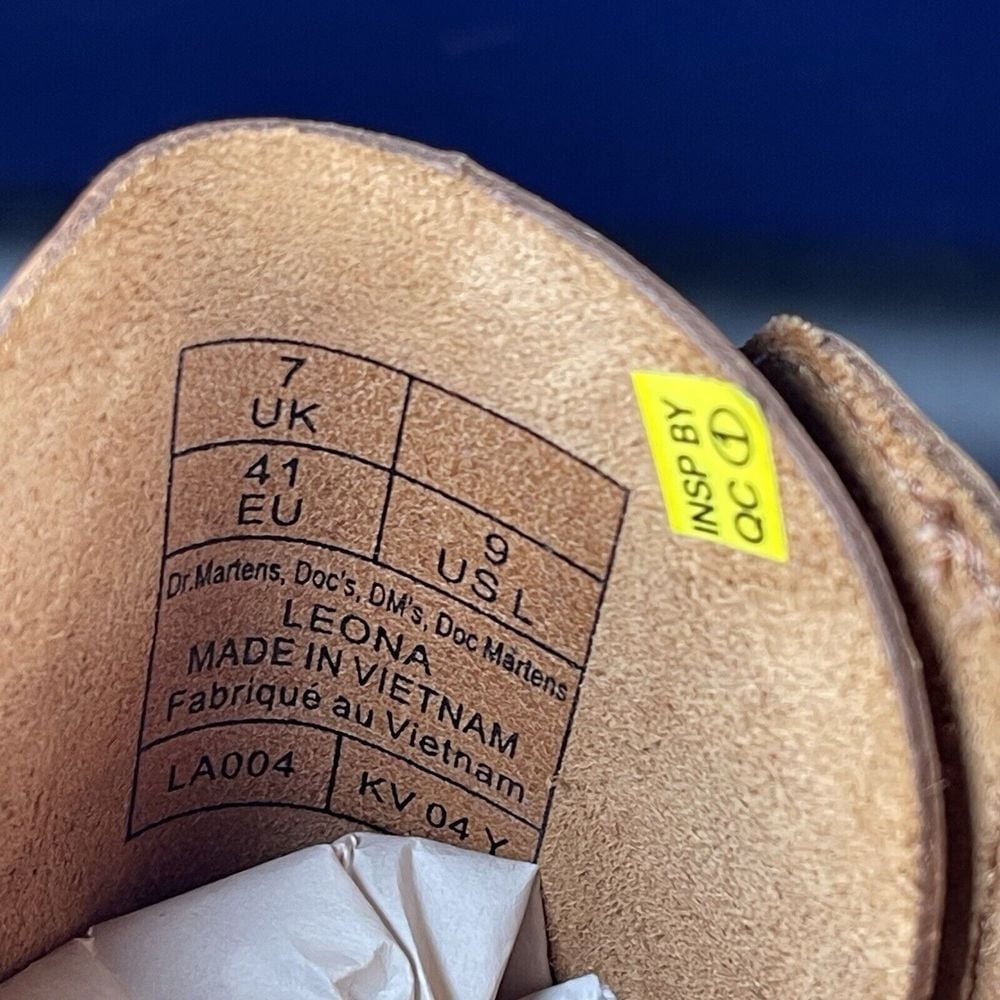 7
UK
41
EU
9
US L
Dr.Martens, Doc's, DM's, Doc Martens
LEONA
MADE IN VIETNAM
Fabriqué au Vietnam
LA004
KV 04 Y
INSP BY
QC 1